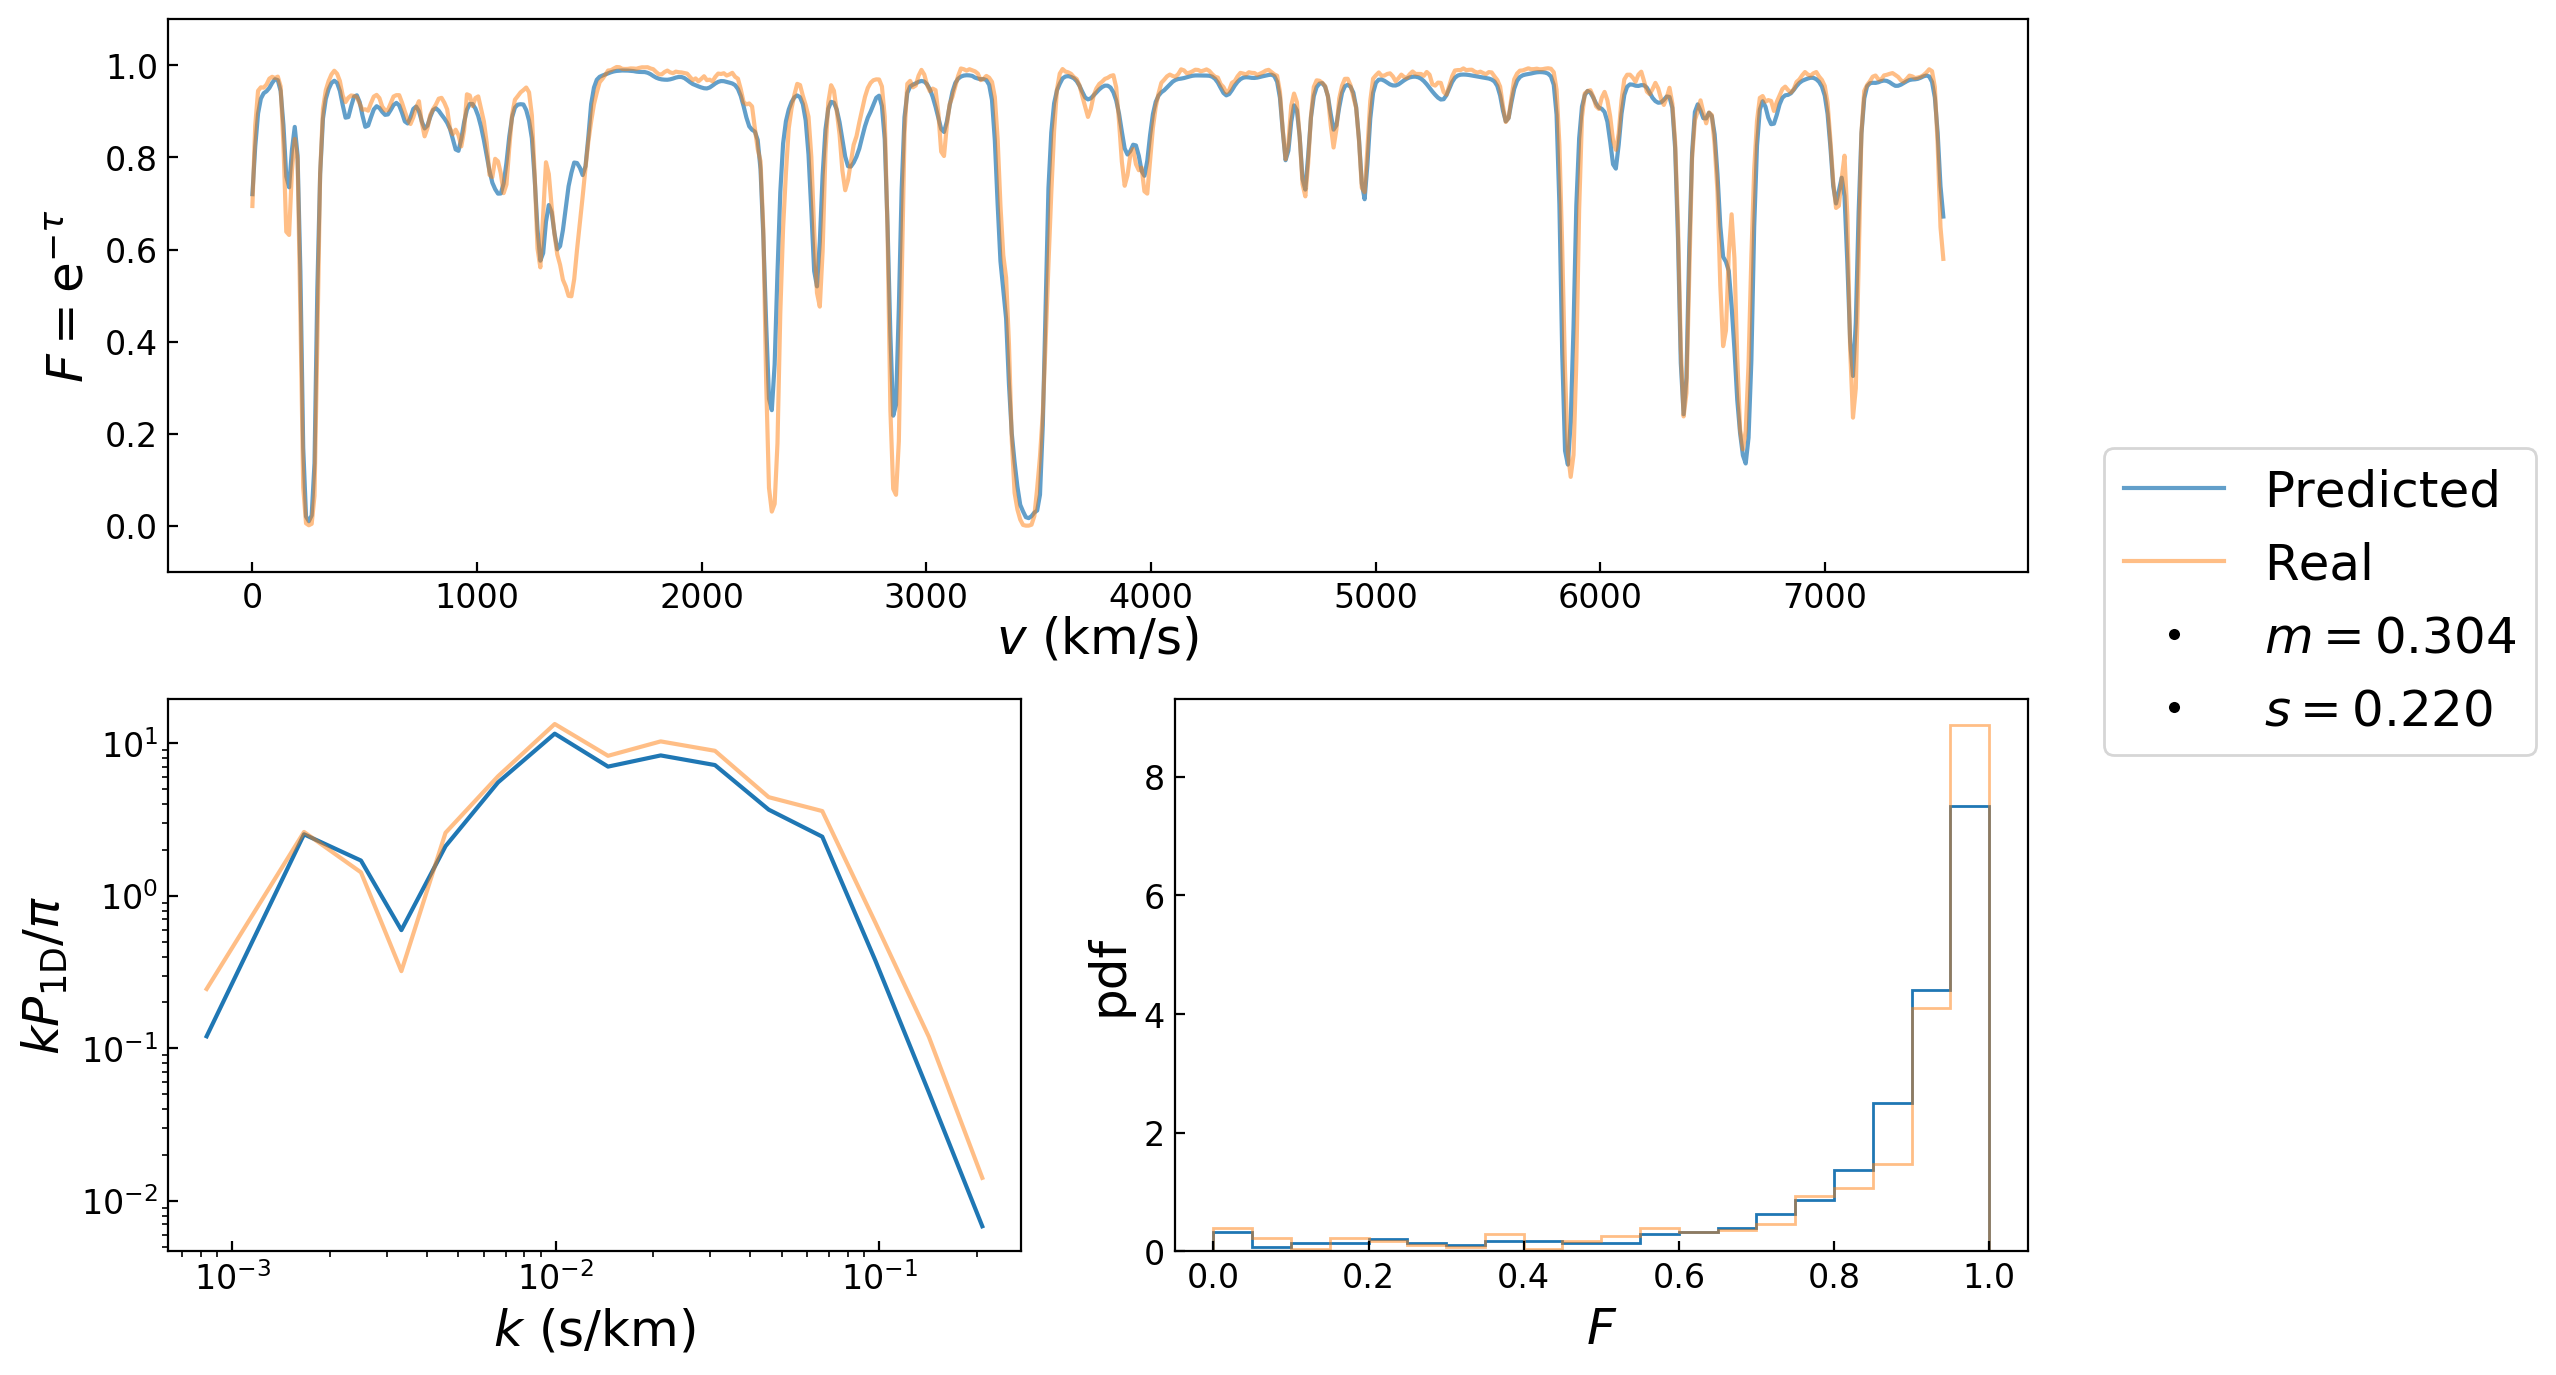 1.0
0.8
0.6
0.4
0.2
0.0
F = e^{−τ}
0 1000 2000 3000 4000 5000 6000 7000
v (km/s)
Predicted
Real
m = 0.304
s = 0.220
10^1
10^0
10^{−1}
10^{−2}
kP_{1D}/π
10^{−3} 10^{−2} 10^{−1}
k (s/km)
8
6
4
2
0
pdf
0.0 0.2 0.4 0.6 0.8 1.0
F